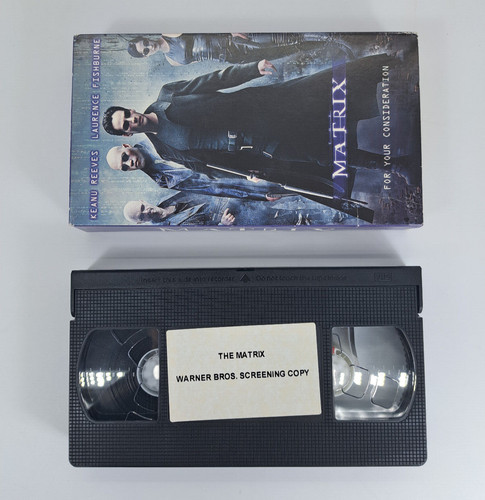 KEANU REEVES LAURENCE FISHBURNE
MATRIX
FOR YOUR CONSIDERATION
THE MATRIX
WARNER BROS. SCREENING COPY